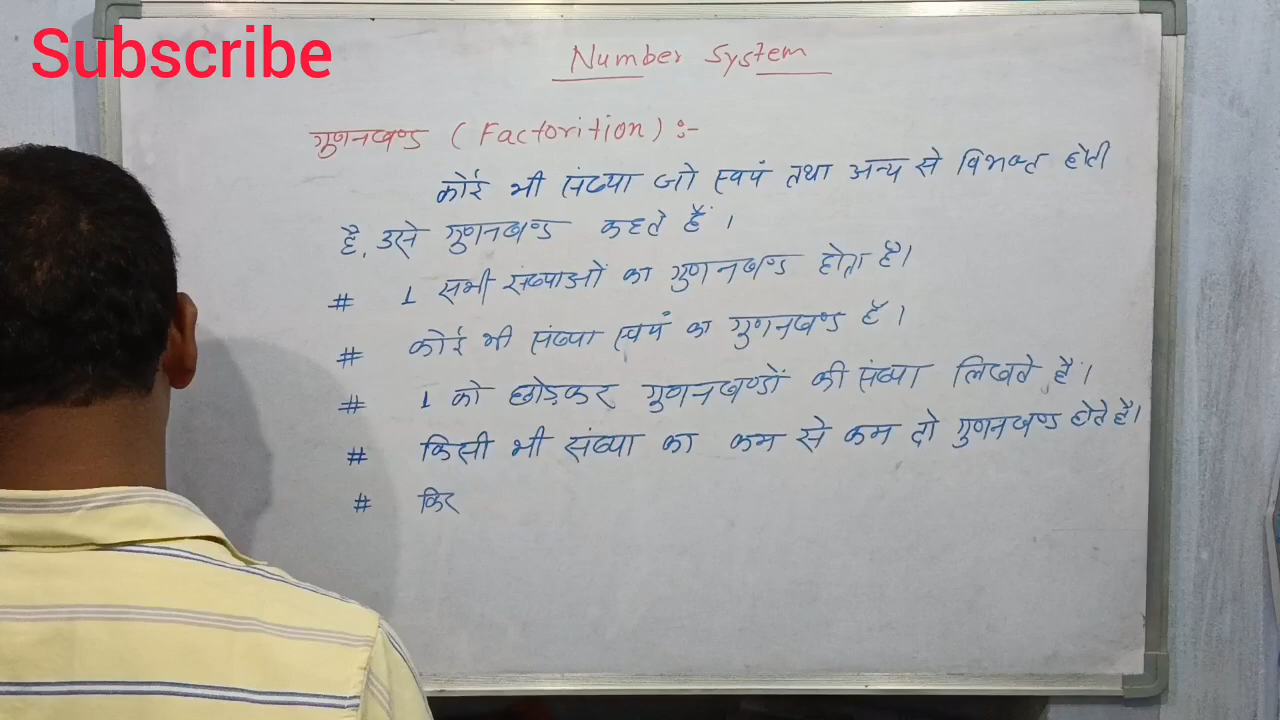 Subscribe
Number System
गुणनखण्ड (Factorition) :-
कोई भी संख्या जो स्वयं तथा अन्य से विभक्त होती
है, उसे गुणनखण्ड कहते हैं ।
# 1 सभी संख्याओं का गुणनखण्ड होता है।
# कोई भी संख्या स्वयं का गुणनखण्ड है ।
# 1 को छोड़कर गुणनखण्डों की संख्या लिखते हैं ।
# किसी भी संख्या का कम से कम दो गुणनखण्ड होते है।
# कि